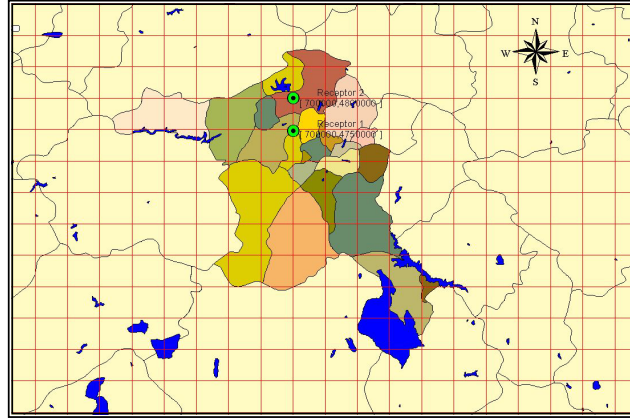 N
W E
S
Receptor 2
[ 700000,4800000 ]
Receptor 1
[ 700000,4750000 ]